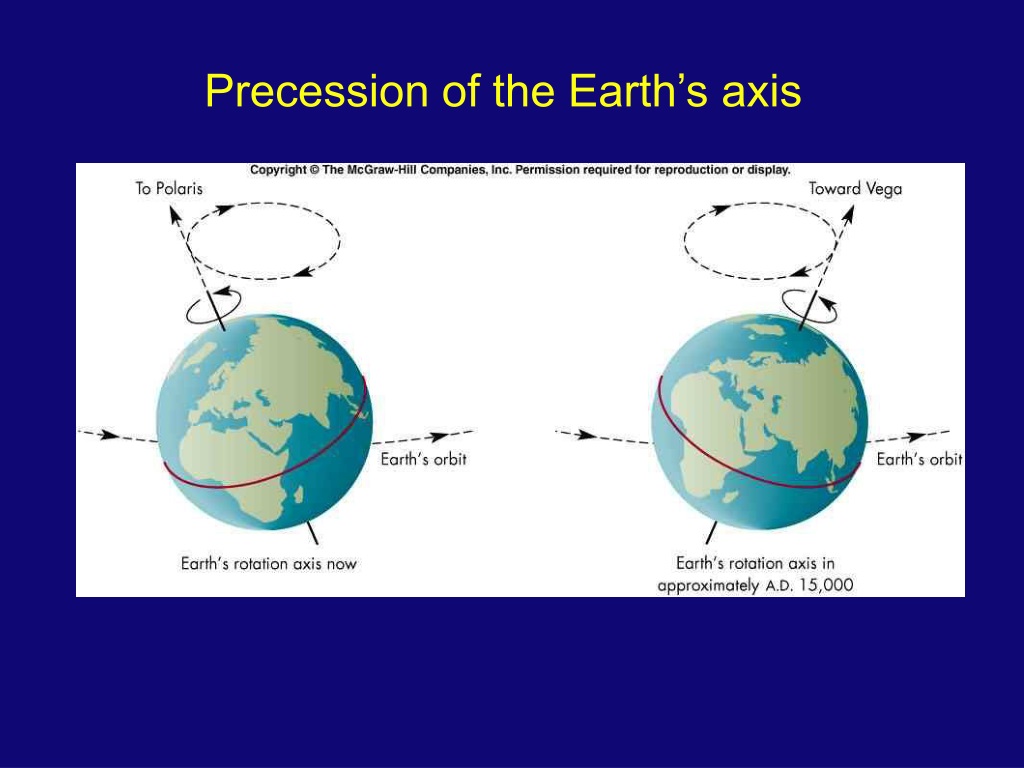 Precession of the Earth’s axis
Copyright © The McGraw-Hill Companies, Inc. Permission required for reproduction or display.
To Polaris
Toward Vega
Earth's orbit
Earth's orbit
Earth's rotation axis now
Earth's rotation axis in
approximately A.D. 15,000